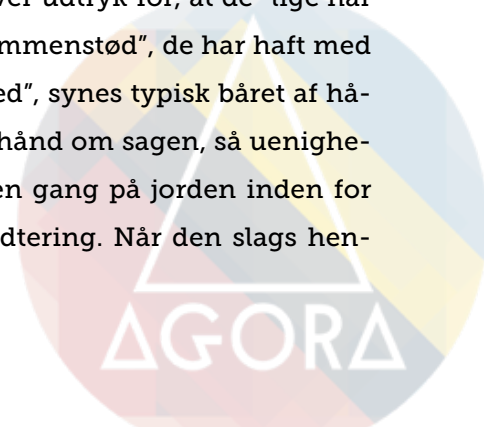 ver udtryk for, at de ”lige har
mmenstød”, de har haft med
ed”, synes typisk båret af hå-
hånd om sagen, så uenighe-
en gang på jorden inden for
dtering. Når den slags hen-
AGORA